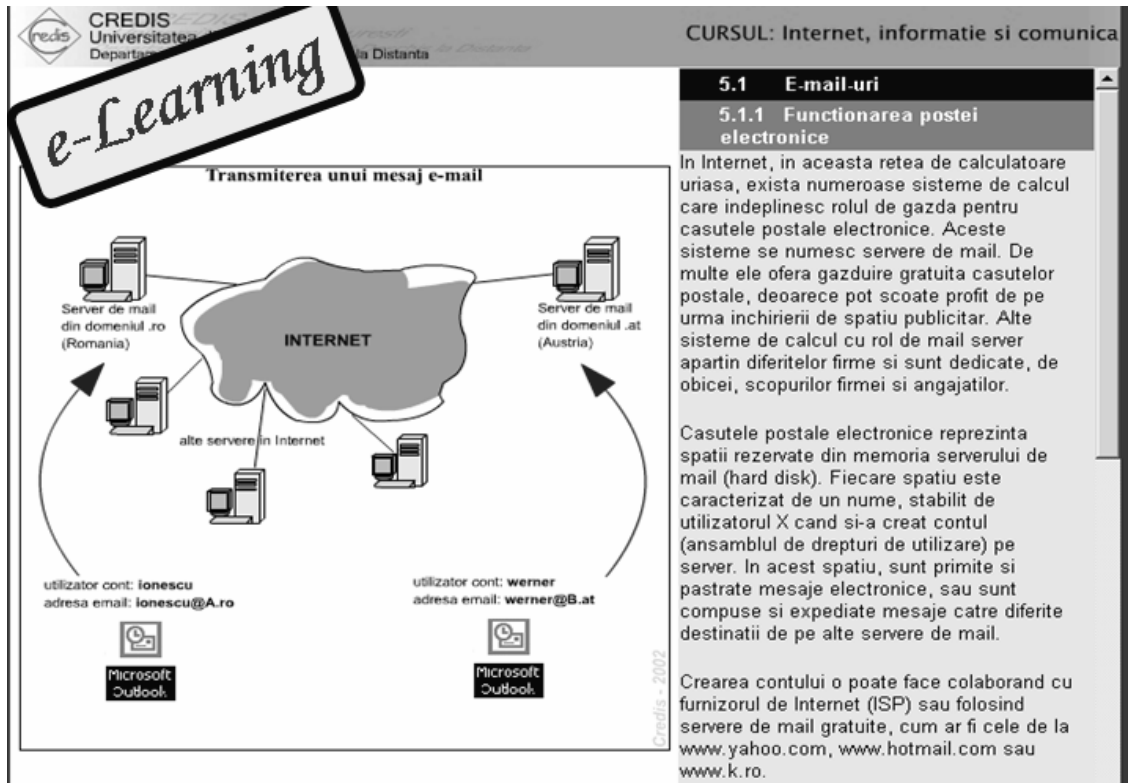 credis
CREDIS
Universitatea
la Distanta
CURSUL: Internet, informatie si comunica
e-Learning
Transmiterea unui mesaj e-mail
Server de mail
din domeniul .ro
(Romania)
INTERNET
Server de mail
din domeniul .at
(Austria)
alte servere in Internet
utilizator cont: ionescu
adresa email: ionescu@A.ro
utilizator cont: werner
adresa email: werner@B.at
Microsoft
Outlook
Microsoft
Outlook
Credis - 2002
5.1 E-mail-uri
5.1.1 Functionarea postei
electronice
In Internet, in aceasta retea de calculatoare
uriasa, exista numeroase sisteme de calcul
care indeplinesc rolul de gazda pentru
casutele postale electronice. Aceste
sisteme se numesc servere de mail. De
multe ele ofera gazduire gratuita casutelor
postale, deoarece pot scoate profit de pe
urma inchirierii de spatiu publicitar. Alte
sisteme de calcul cu rol de mail server
apartin diferitelor firme si sunt dedicate, de
obicei, scopurilor firmei si angajatilor.
Casutele postale electronice reprezinta
spatii rezervate din memoria serverului de
mail (hard disk). Fiecare spatiu este
caracterizat de un nume, stabilit de
utilizatorul X cand si-a creat contul
(ansamblul de drepturi de utilizare) pe
server. In acest spatiu, sunt primite si
pastrate mesaje electronice, sau sunt
compuse si expediate mesaje catre diferite
destinatii de pe alte servere de mail.
Crearea contului o poate face colaborand cu
furnizorul de Internet (ISP) sau folosind
servere de mail gratuite, cum ar fi cele de la
www.yahoo.com, www.hotmail.com sau
www.k.ro.